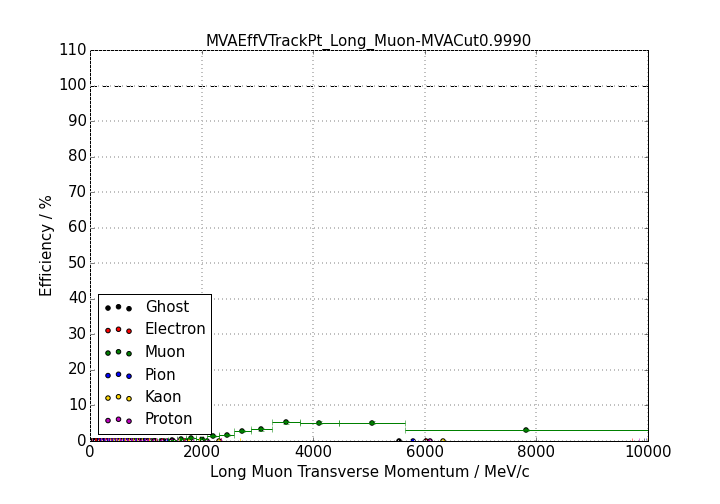 MVAEffVTrackPt_Long_Muon-MVACut0.9990
110
100
90
80
70
60
50
40
30
20
10
0
Efficiency / %
Ghost
Electron
Muon
Pion
Kaon
Proton
0 2000 4000 6000 8000 10000
Long Muon Transverse Momentum / MeV/c